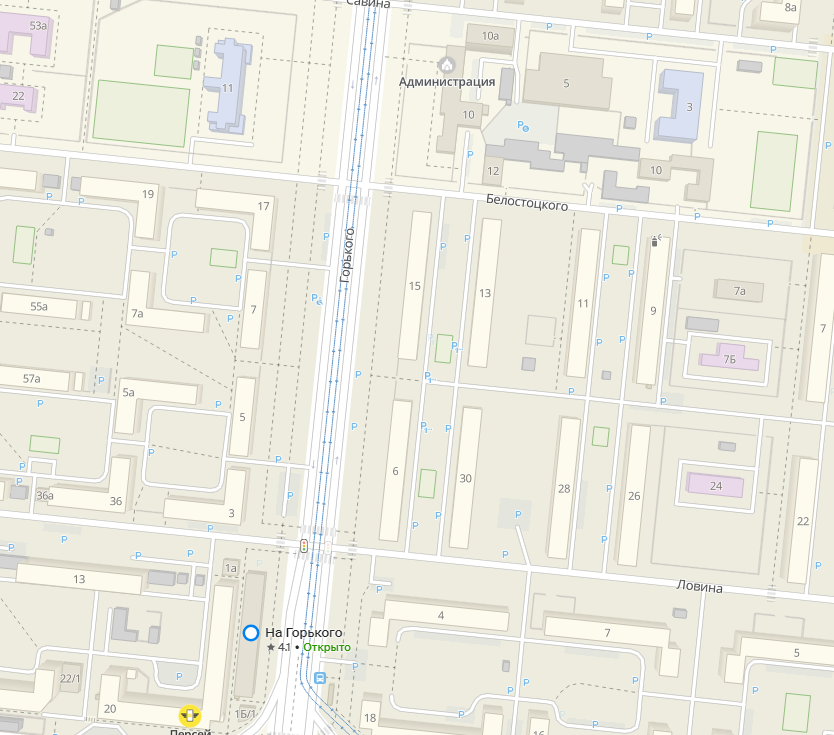 Савина
8а
53а
10а
Администрация
5
11
22
3
10
10
12
Белостоцкого
19
17
Горького
15
13
11
9
7а
7
55а
7а
7
7Б
57а
5а
5
6
30
28
26
24
22
36а
36
3
1а
13
Ловина
4
7
5
На Горького
★ 4.1 • Открыто
22/1
20
1Б/1
18
16
Персей